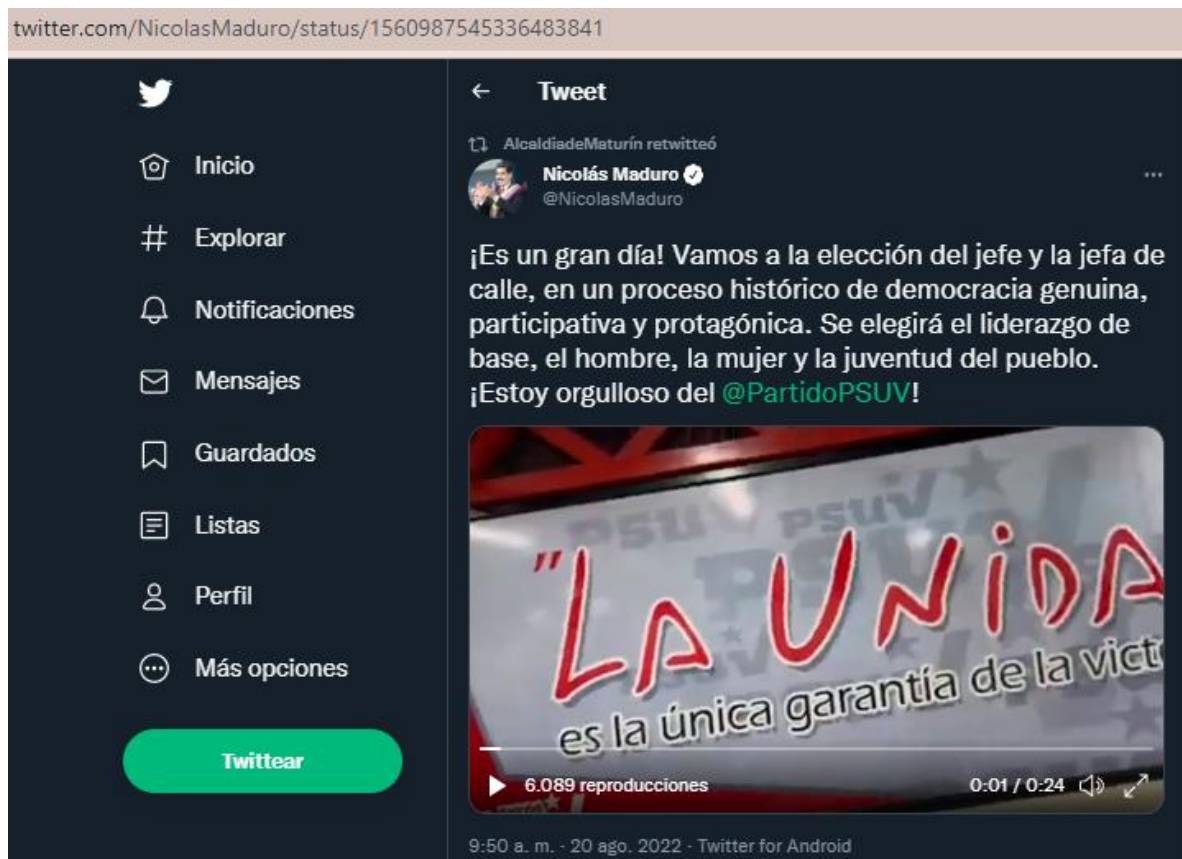 twitter.com/NicolasMaduro/status/1560987545336483841
Inicio
Explorar
Notificaciones
Mensajes
Guardados
Listas
Perfil
Más opciones
Twittear
Tweet
AlcaldiadeMaturín retwitteó
Nicolás Maduro
@NicolasMaduro
¡Es un gran día! Vamos a la elección del jefe y la jefa de
calle, en un proceso histórico de democracia genuina,
participativa y protagónica. Se elegirá el liderazgo de
base, el hombre, la mujer y la juventud del pueblo.
¡Estoy orgulloso del @PartidoPSUV!
PSUV PSUV
PSUV
"LA UNiDA
es la única garantía de la vict
6.089 reproducciones
0:01 / 0:24
9:50 a. m. · 20 ago. 2022 · Twitter for Android